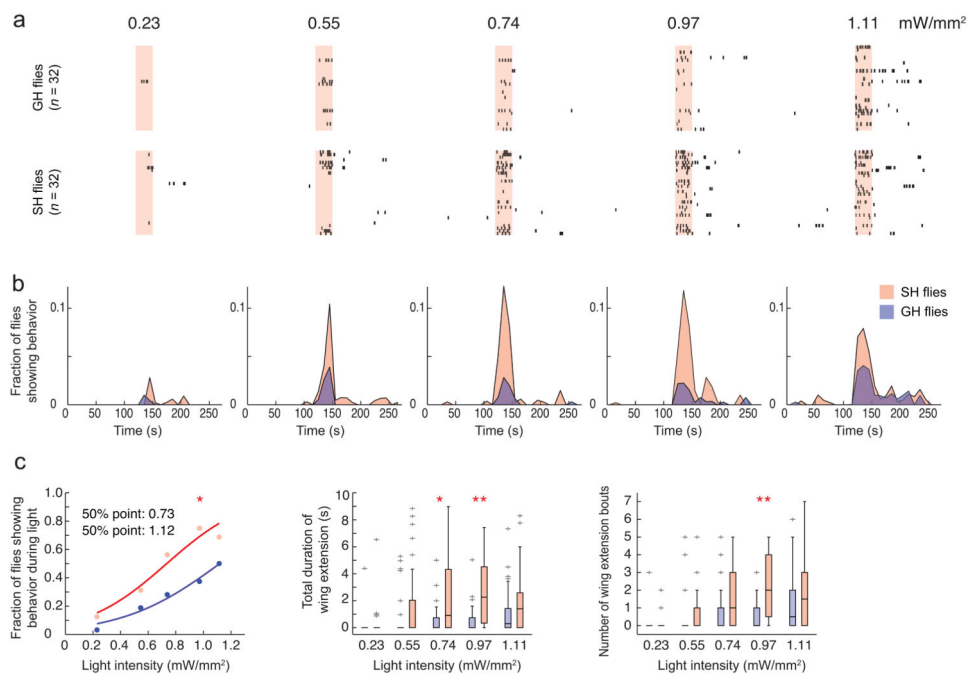 a
0.23 0.55 0.74 0.97 1.11 mW/mm²
GH flies
(n = 32)
SH flies
(n = 32)
b
Fraction of flies
showing behavior
0.1 0.1 0.1 0.1 0.1
SH flies
GH flies
0 0 0 0 0
0 50 100 150 200 250 0 50 100 150 200 250 0 50 100 150 200 250 0 50 100 150 200 250 0 50 100 150 200 250
Time (s) Time (s) Time (s) Time (s) Time (s)
c
Fraction of flies showing
behavior during light
1.0
0.8
0.6
0.4
0.2
0
50% point: 0.73
50% point: 1.12
*
0 0.2 0.4 0.6 0.8 1.0 1.2
Light intensity (mW/mm²)
Total duration of
wing extension (s)
10
8
6
4
2
0
* **
0.23 0.55 0.74 0.97 1.11
Light intensity (mW/mm²)
Number of wing extension bouts
7
6
5
4
3
2
1
0
**
0.23 0.55 0.74 0.97 1.11
Light intensity (mW/mm²)